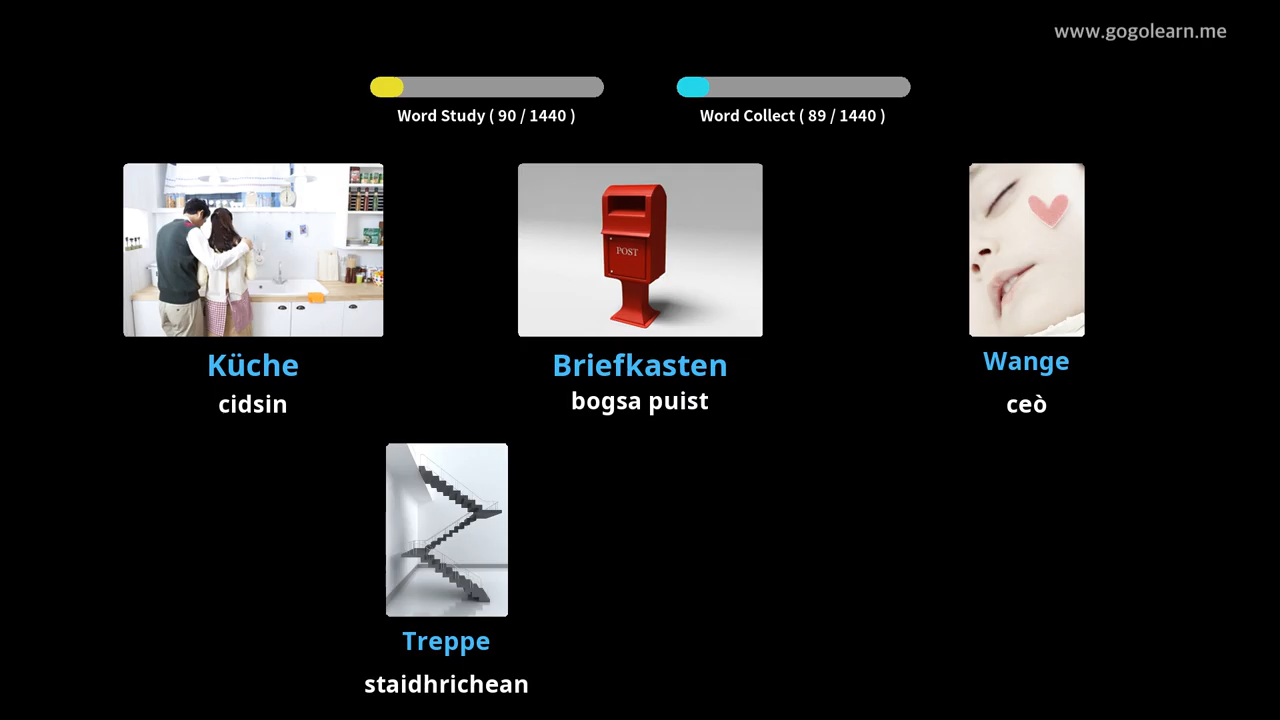 www.gogolearn.me
Word Study ( 90 / 1440 )
Word Collect ( 89 / 1440 )
POST
Küche
Briefkasten
Wange
cidsin
bogsa puist
ceò
Treppe
staidhrichean